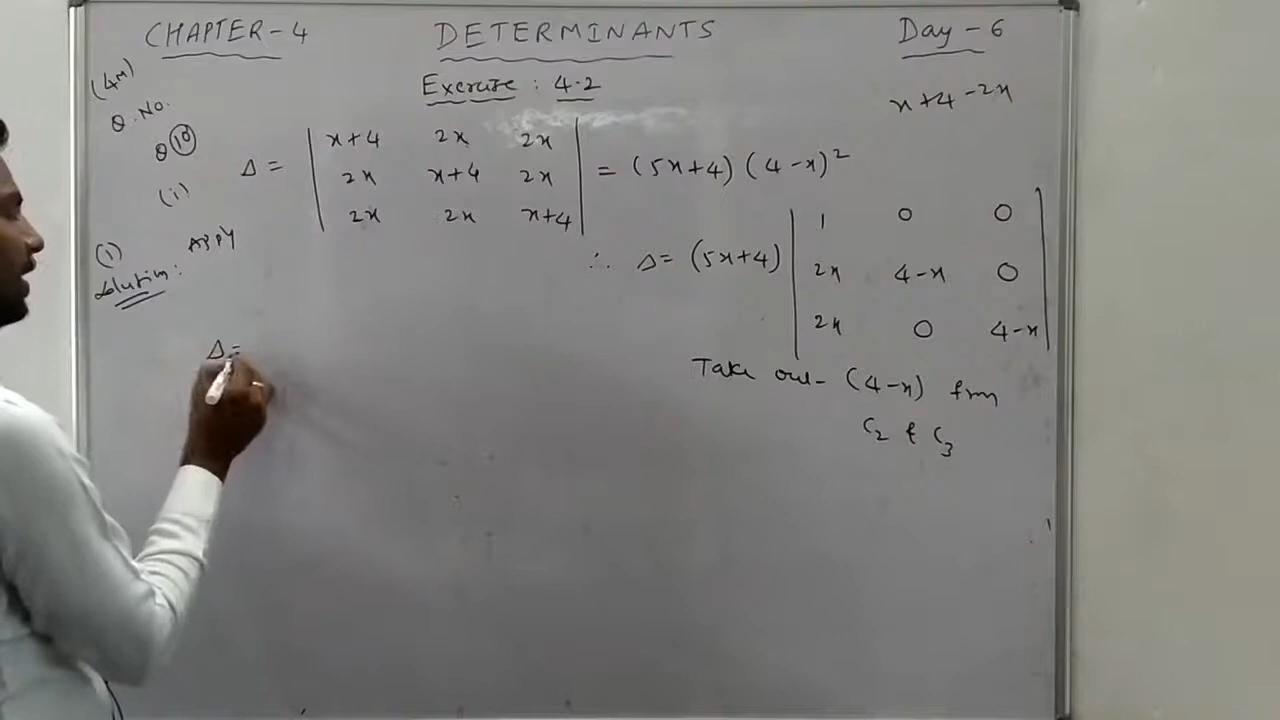 CHAPTER-4 DETERMINANTS Day-6
Exercise : 4.2
(4M)
Q. No.
Q (10)
(i)
Δ = | x+4 2x 2x |
| 2x x+4 2x | = (5x+4) (4-x)²
| 2x 2x x+4 |
x+4-2x
(1)
Solution:
Δ =
∴ Δ = (5x+4) | 1 0 0 |
| 2x 4-x 0 |
| 2x 0 4-x |
Take out (4-x) from
C₂ & C₃